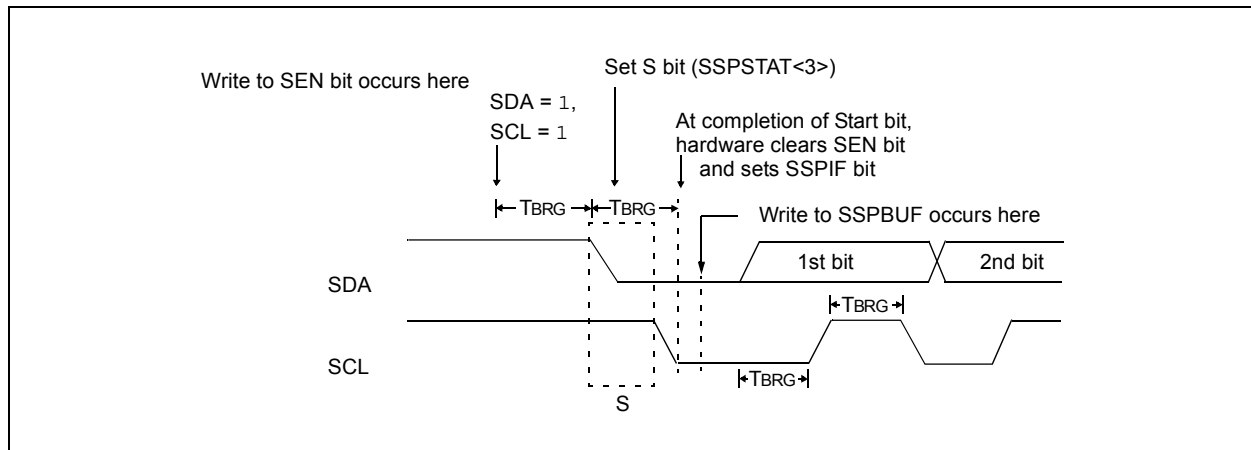 Write to SEN bit occurs here
Set S bit (SSPSTAT<3>)
SDA = 1,
SCL = 1
At completion of Start bit,
hardware clears SEN bit
and sets SSPIF bit
TBRG
TBRG
Write to SSPBUF occurs here
SDA
1st bit
2nd bit
TBRG
SCL
TBRG
S